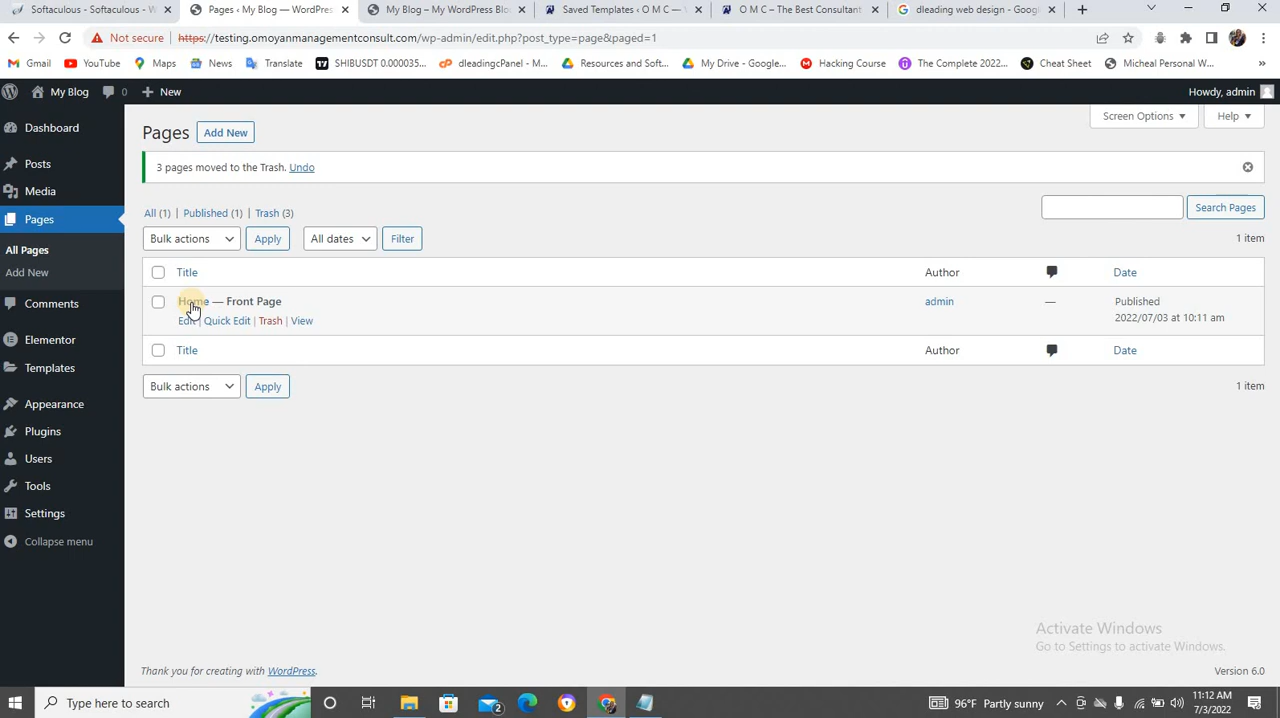 Softaculous - Softaculous - W
Pages ‹ My Blog — WordPres
My Blog – My WordPress Blo
Saved Templates ‹ O M C — W
O M C – The Best Consultant
dleading web design - Goog
Not secure
https://testing.omoyanmanagementconsult.com/wp-admin/edit.php?post_type=page&paged=1
Gmail
YouTube
Maps
News
Translate
SHIBUSDT 0.000035...
dleadingcPanel - M...
Resources and Soft...
My Drive - Google...
Hacking Course
The Complete 2022...
Cheat Sheet
Micheal Personal W...
My Blog
0
New
Howdy, admin
Dashboard
Posts
Media
Pages
All Pages
Add New
Comments
Elementor
Templates
Appearance
Plugins
Users
Tools
Settings
Collapse menu
Screen Options
Help
Pages
Add New
3 pages moved to the Trash. Undo
All (1) | Published (1) | Trash (3)
Search Pages
Bulk actions
Apply
All dates
Filter
1 item
Title
Author
Date
Home — Front Page
admin
—
Published
Edit | Quick Edit | Trash | View
2022/07/03 at 10:11 am
Title
Author
Date
Bulk actions
Apply
1 item
Activate Windows
Go to Settings to activate Windows.
Thank you for creating with WordPress.
Version 6.0
Type here to search
2
96°F Partly sunny
11:12 AM
7/3/2022